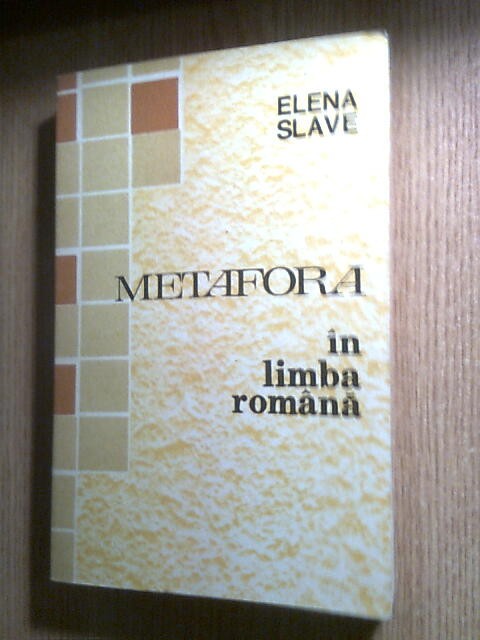 ELENA
SLAVE
METAFORA
în
limba
română